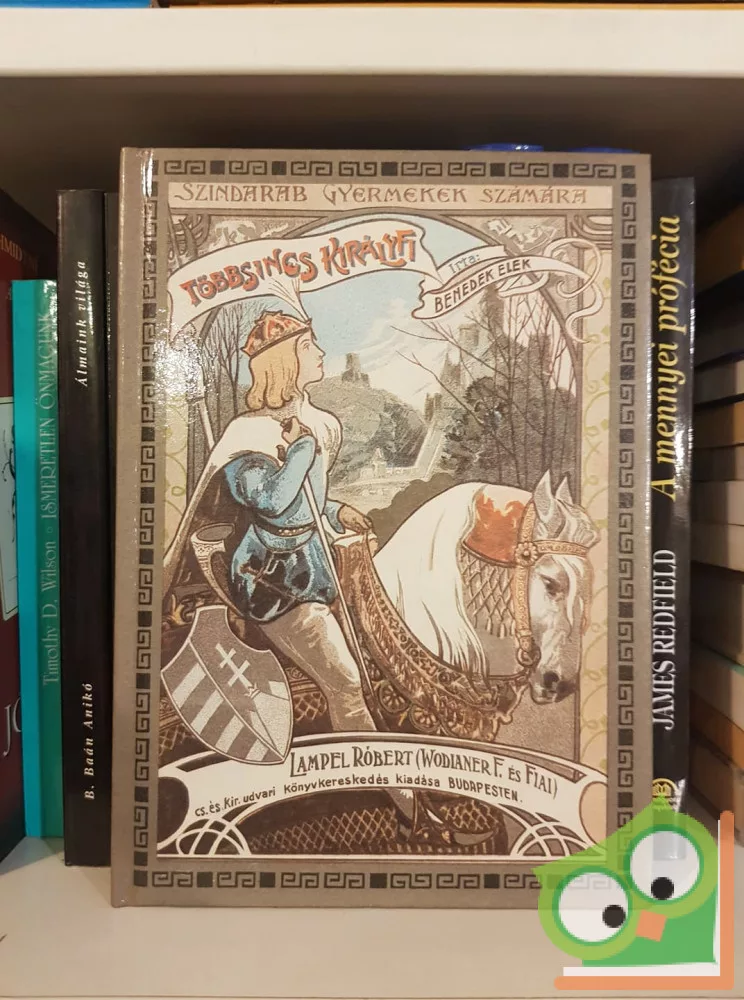 SZINDARAB GYERMEKEK SZÁMÁRA
TÖBBSINCS KIRÁLYFI
irta:
BENEDEK ELEK
LAMPEL RÓBERT (WODIANER F. ÉS FIAI)
cs. és. Kir. udvari könyvkereskedés kiadása BUDAPESTEN.
Timothy D. Wilson · ISMERETLEN ÖNMAGUNK
B. Baán Anikó Álmaink világa
JAMES REDFIELD A mennyei prófécia